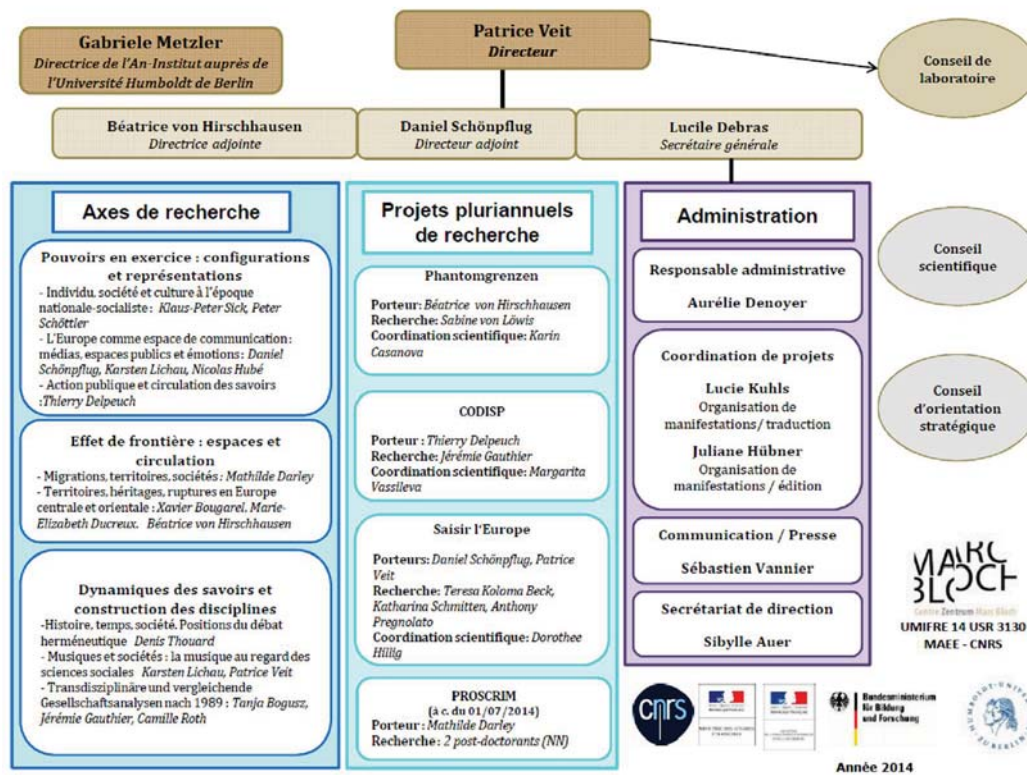 Gabriele Metzler
Directrice de l'An-Institut auprès de
l'Université Humboldt de Berlin
Patrice Veit
Directeur
Conseil de
laboratoire
Béatrice von Hirschhausen
Directrice adjointe
Daniel Schönpflug
Directeur adjoint
Lucile Debras
Secrétaire générale
Axes de recherche
Pouvoirs en exercice : configurations
et représentations
- Individu, société et culture à l'époque
nationale-socialiste : Klaus-Peter Sick, Peter
Schöttler
- L'Europe comme espace de communication :
médias, espaces publics et émotions : Daniel
Schönpflug, Karsten Lichau, Nicolas Hubé
- Action publique et circulation des savoirs
: Thierry Delpeuch
Effet de frontière : espaces et
circulation
- Migrations, territoires, sociétés : Mathilde Darley
- Territoires, héritages, ruptures en Europe
centrale et orientale : Xavier Bougarel, Marie-
Elizabeth Ducreux. Béatrice von Hirschhausen
Dynamiques des savoirs et
construction des disciplines
-Histoire, temps, société. Positions du débat
herméneutique Denis Thouard
- Musiques et sociétés : la musique au regard des
sciences sociales Karsten Lichau, Patrice Veit
- Transdisziplinäre und vergleichende
Gesellschaftsanalysen nach 1989 : Tanja Bogusz,
Jérémie Gauthier, Camille Roth
Projets pluriannuels
de recherche
Phantomgrenzen
Porteur: Béatrice von Hirschhausen
Recherche: Sabine von Löwis
Coordination scientifique: Karin
Casanova
CODISP
Porteur : Thierry Delpeuch
Recherche: Jérémie Gauthier
Coordination scientifique: Margarita
Vassileva
Saisir l'Europe
Porteurs: Daniel Schönpflug, Patrice
Veit
Recherche: Teresa Koloma Beck,
Katharina Schmitten, Anthony
Pregnolato
Coordination scientifique: Dorothee
Hillig
PROSCRIM
(à c. du 01/07/2014)
Porteur : Mathilde Darley
Recherche: 2 post-doctorants (NN)
Administration
Responsable administrative
Aurélie Denoyer
Coordination de projets
Lucie Kuhls
Organisation de
manifestations/ traduction
Juliane Hübner
Organisation de
manifestations / édition
Communication / Presse
Sébastien Vannier
Secrétariat de direction
Sibylle Auer
Conseil
scientifique
Conseil
d'orientation
stratégique
MARC
BLOCH
Centre Zentrum Marc Bloch
UMIFRE 14 USR 3130
MAEE - CNRS
cnrs
Bundesministerium
für Bildung
und Forschung
HUMBOLDT-UNIVER
ZU BERLIN
Année 2014